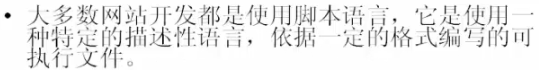 • 大多数网站开发都是使用脚本语言，它是使用一
种特定的描述性语言，依据一定的格式编写的可
执行文件。